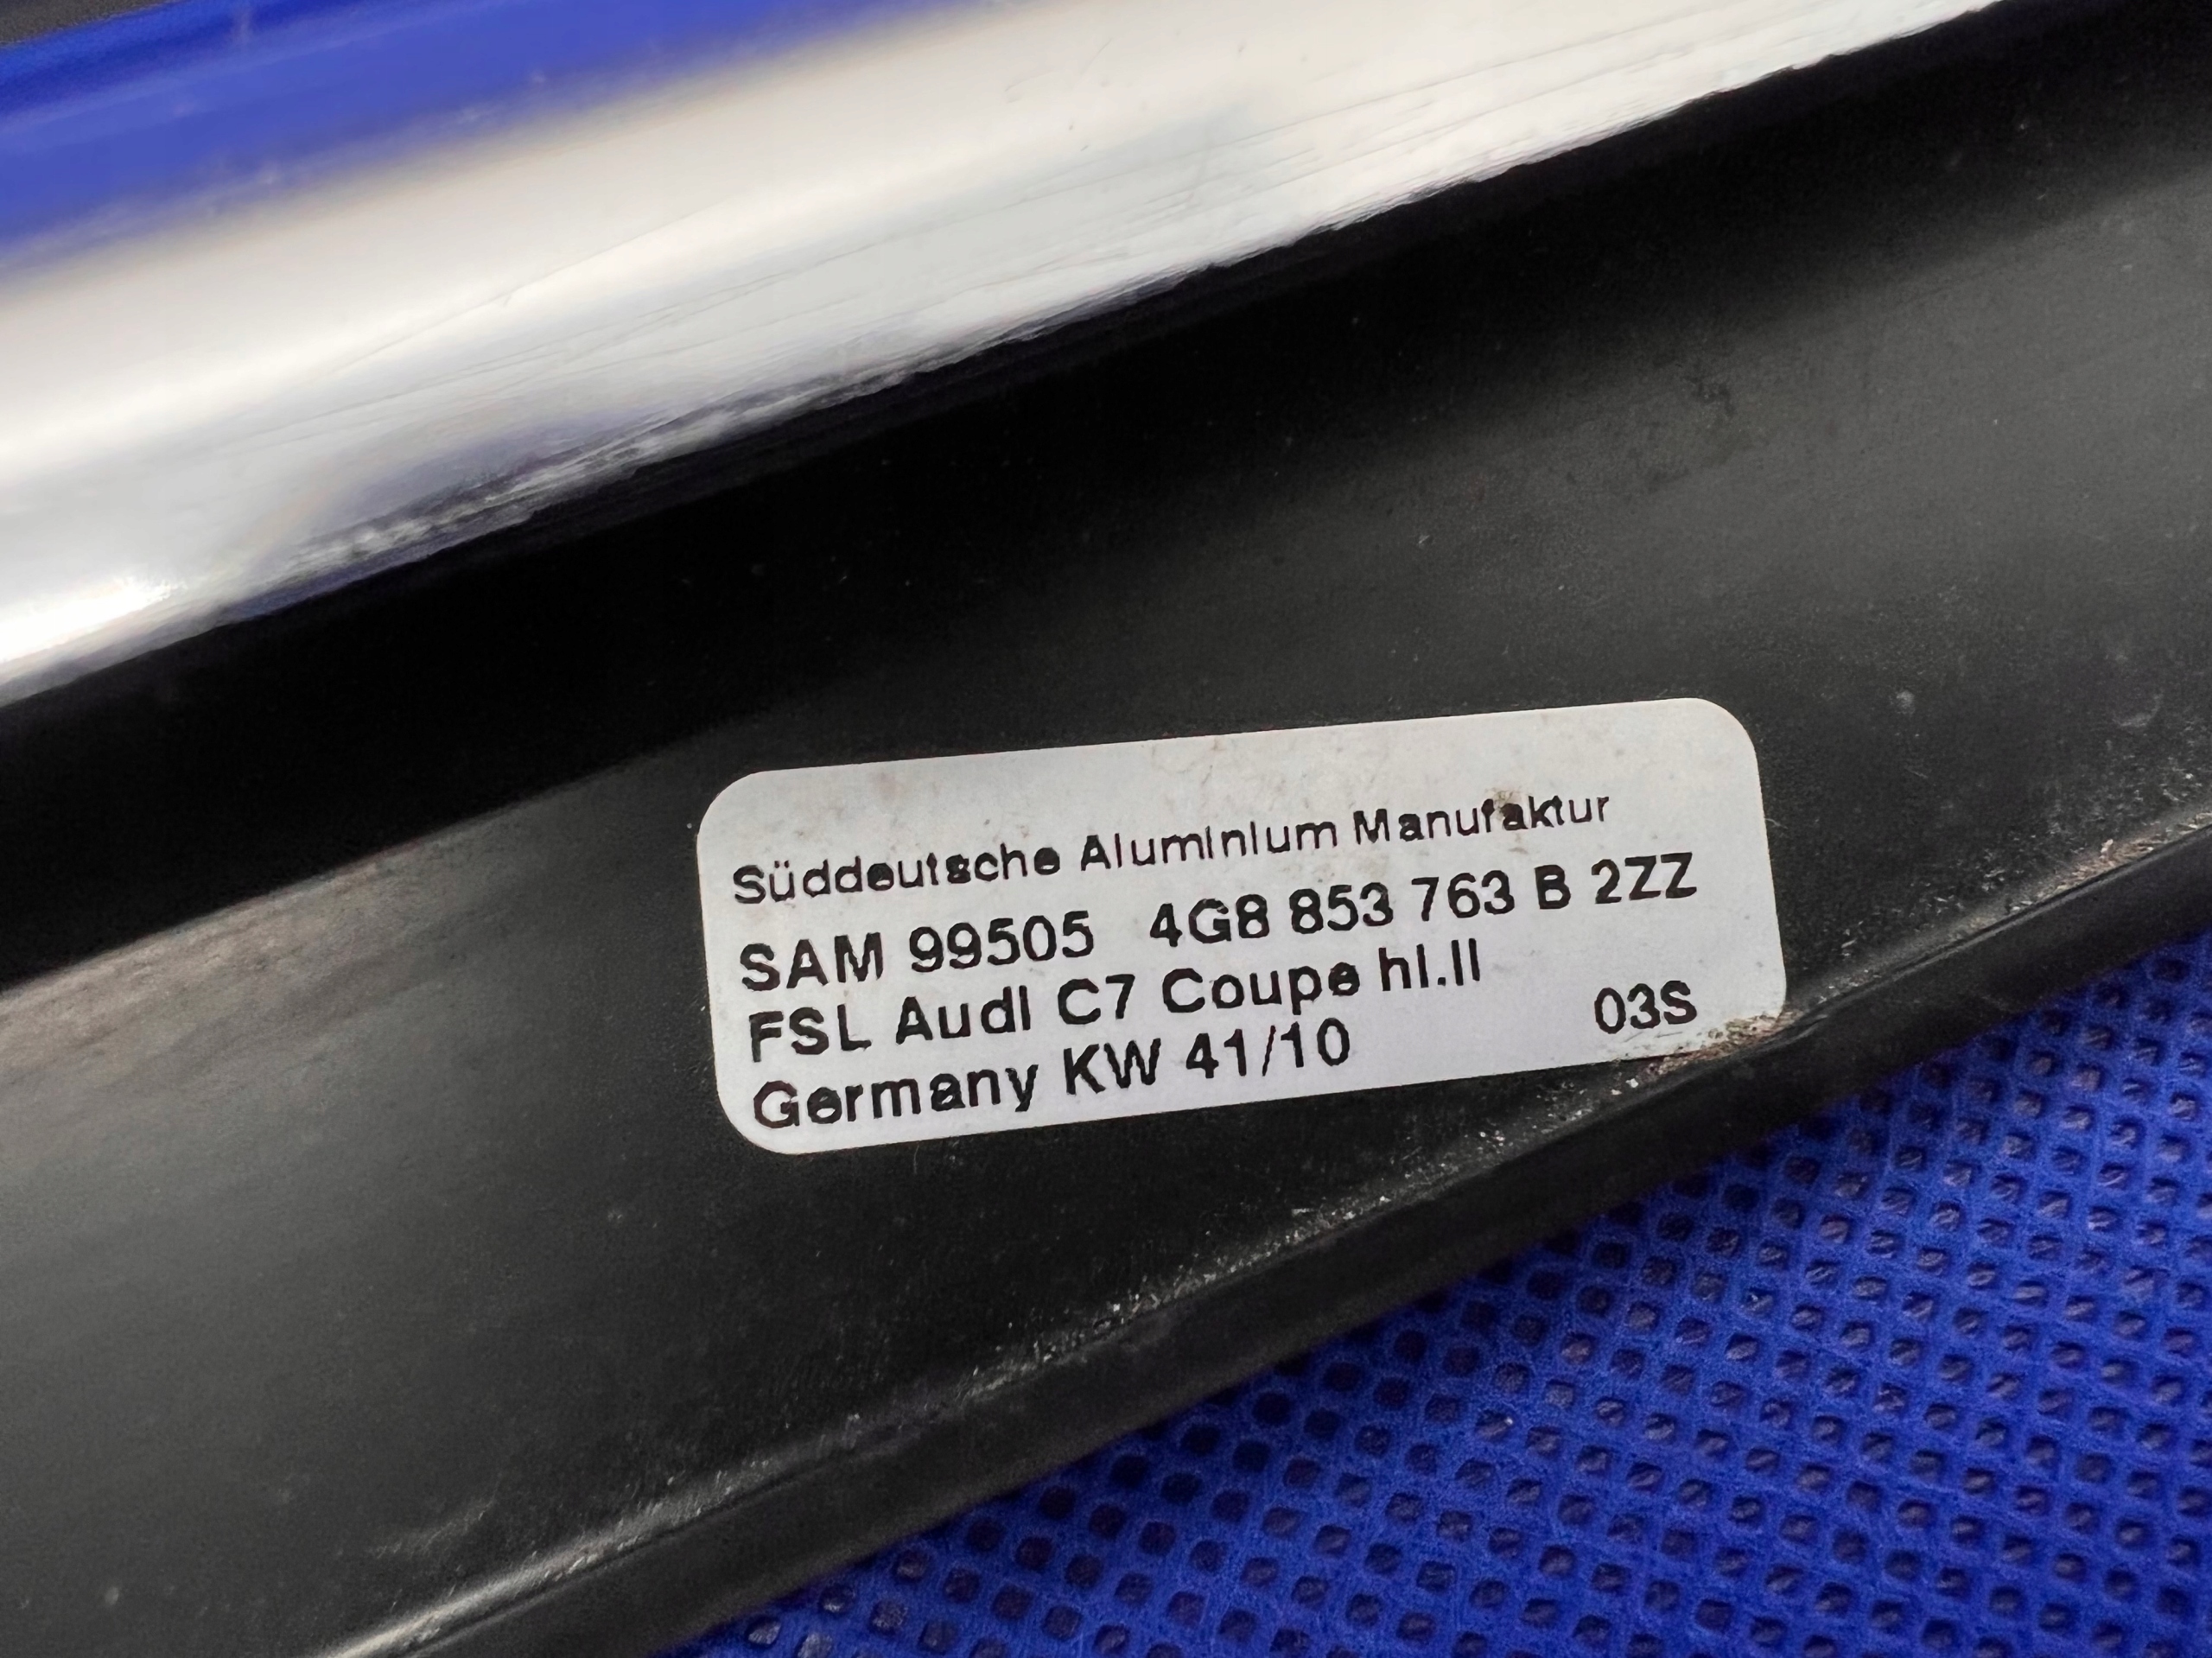 Süddeutsche Aluminium Manufaktur
SAM 99505 4G8 853 763 B 2ZZ
FSL Audi C7 Coupe hl.li
Germany KW 41/10 03S